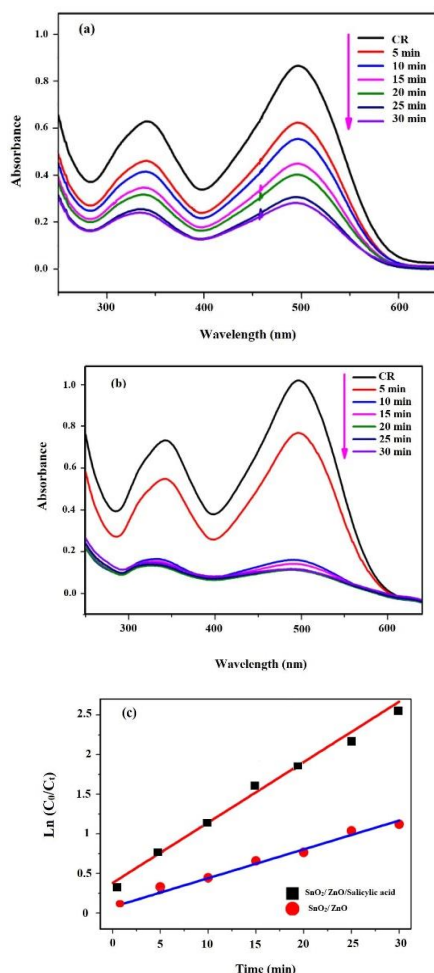 (a)
CR
5 min
10 min
15 min
20 min
25 min
30 min
1.0
0.8
0.6
0.4
0.2
0.0
Absorbance
300
400
500
600
Wavelength (nm)
(b)
CR
5 min
10 min
15 min
20 min
25 min
30 min
1.0
0.8
0.6
0.4
0.2
0.0
Absorbance
300
400
500
600
Wavelength (nm)
(c)
2.5
2.0
1.5
1
0.5
0
Ln (C₀/Cₜ)
SnO₂/ZnO/Salicylic acid
SnO₂/ZnO
0
5
10
15
20
25
30
Time (min)